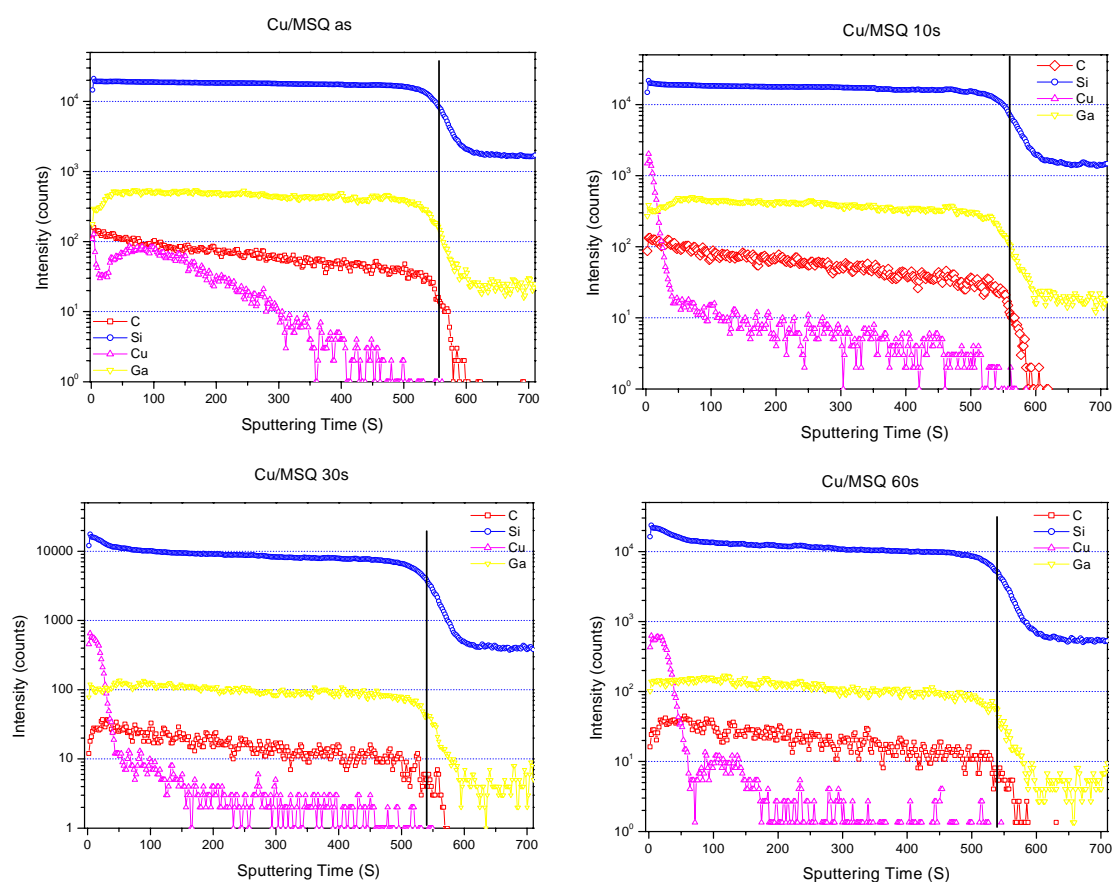 Cu/MSQ as
Intensity (counts)
10⁴
10³
10²
10¹
10⁰
C
Si
Cu
Ga
0 100 200 300 400 500 600 700
Sputtering Time (S)
Cu/MSQ 10s
Intensity (counts)
10⁴
10³
10²
10¹
10⁰
C
Si
Cu
Ga
0 100 200 300 400 500 600 700
Sputtering Time (S)
Cu/MSQ 30s
Intensity (counts)
10000
1000
100
10
1
C
Si
Cu
Ga
0 100 200 300 400 500 600 700
Sputtering Time (S)
Cu/MSQ 60s
Intensity (counts)
10⁴
10³
10²
10¹
10⁰
C
Si
Cu
Ga
0 100 200 300 400 500 600 700
Sputtering Time (S)